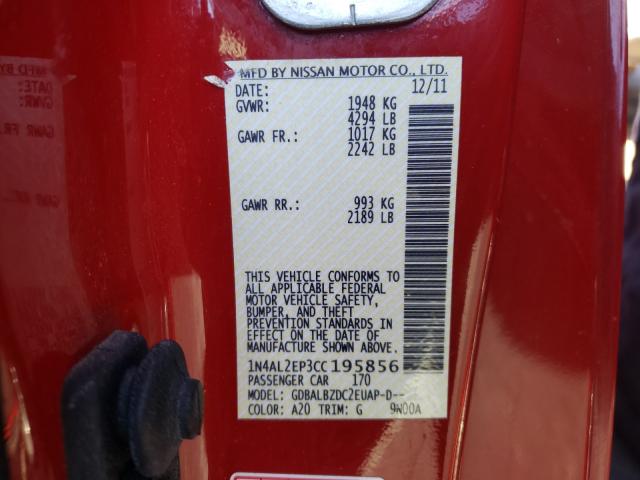 MFD BY NISSAN MOTOR CO., LTD.
DATE: 12/11
GVWR: 1948 KG
4294 LB
GAWR FR.: 1017 KG
2242 LB
GAWR RR.: 993 KG
2189 LB
THIS VEHICLE CONFORMS TO
ALL APPLICABLE FEDERAL
MOTOR VEHICLE SAFETY,
BUMPER, AND THEFT
PREVENTION STANDARDS IN
EFFECT ON THE DATE OF
MANUFACTURE SHOWN ABOVE.
1N4AL2EP3CC195856
PASSENGER CAR 170
MODEL: GDBALBZDC2EUAP-D--
COLOR: A20 TRIM: G 9N00A